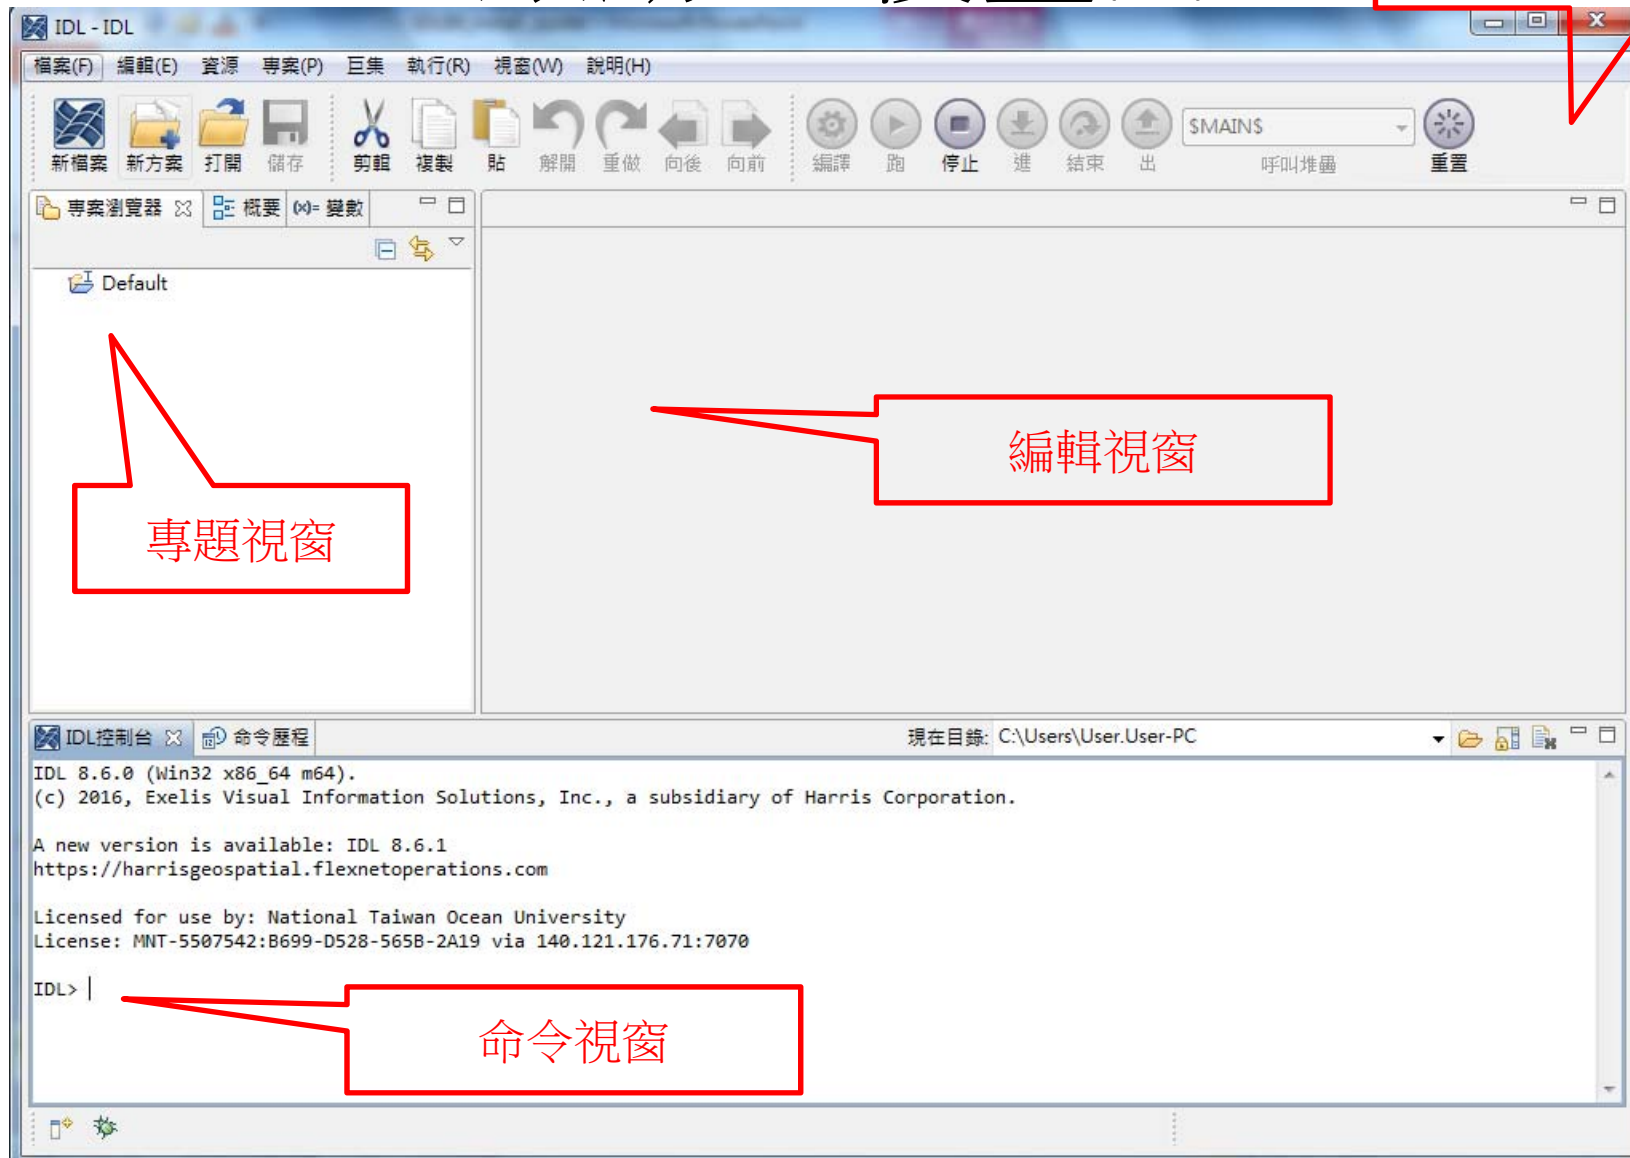 IDL - IDL
檔案(F) 編輯(E) 資源 專案(P) 巨集 執行(R) 視窗(W) 說明(H)
$MAIN$
新檔案 新方案 打開 儲存 剪輯 複製 貼 解開 重做 向後 向前 編譯 跑 停止 進 結束 出 呼叫堆疊 重置
專案瀏覽器 概要 (x)= 變數
Default
編輯視窗
專題視窗
IDL控制台 命令歷程 現在目錄: C:\Users\User.User-PC
IDL 8.6.0 (Win32 x86_64 m64).
(c) 2016, Exelis Visual Information Solutions, Inc., a subsidiary of Harris Corporation.
A new version is available: IDL 8.6.1
https://harrisgeospatial.flexnetoperations.com
Licensed for use by: National Taiwan Ocean University
License: MNT-5507542:B699-D528-565B-2A19 via 140.121.176.71:7070
IDL>
命令視窗